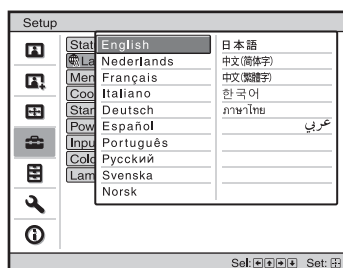 Setup
Stat
La
Men
Coo
Star
Pow
Inpu
Colo
Lam
English
Nederlands
Français
Italiano
Deutsch
Español
Português
Русский
Svenska
Norsk
日本語
中文(简体字)
中文(繁體字)
한국어
ภาษาไทย
عربي
Sel: Set: